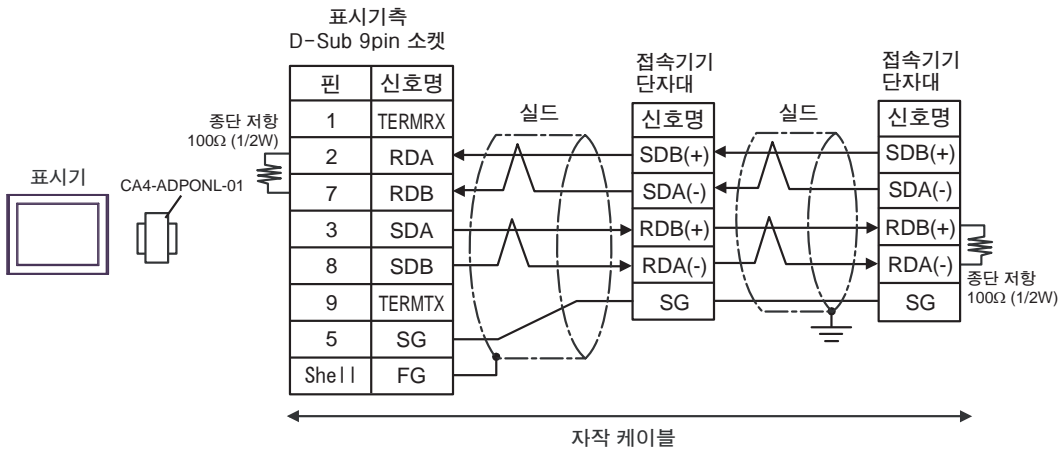 표시기측
D-Sub 9pin 소켓
핀 신호명
1 TERMRX
2 RDA
7 RDB
3 SDA
8 SDB
9 TERMTX
5 SG
Shell FG
종단 저항
100Ω (1/2W)
표시기
CA4-ADPONL-01
실드
접속기기
단자대
신호명
SDB(+)
SDA(-)
RDB(+)
RDA(-)
SG
실드
접속기기
단자대
신호명
SDB(+)
SDA(-)
RDB(+)
RDA(-)
SG
종단 저항
100Ω (1/2W)
자작 케이블